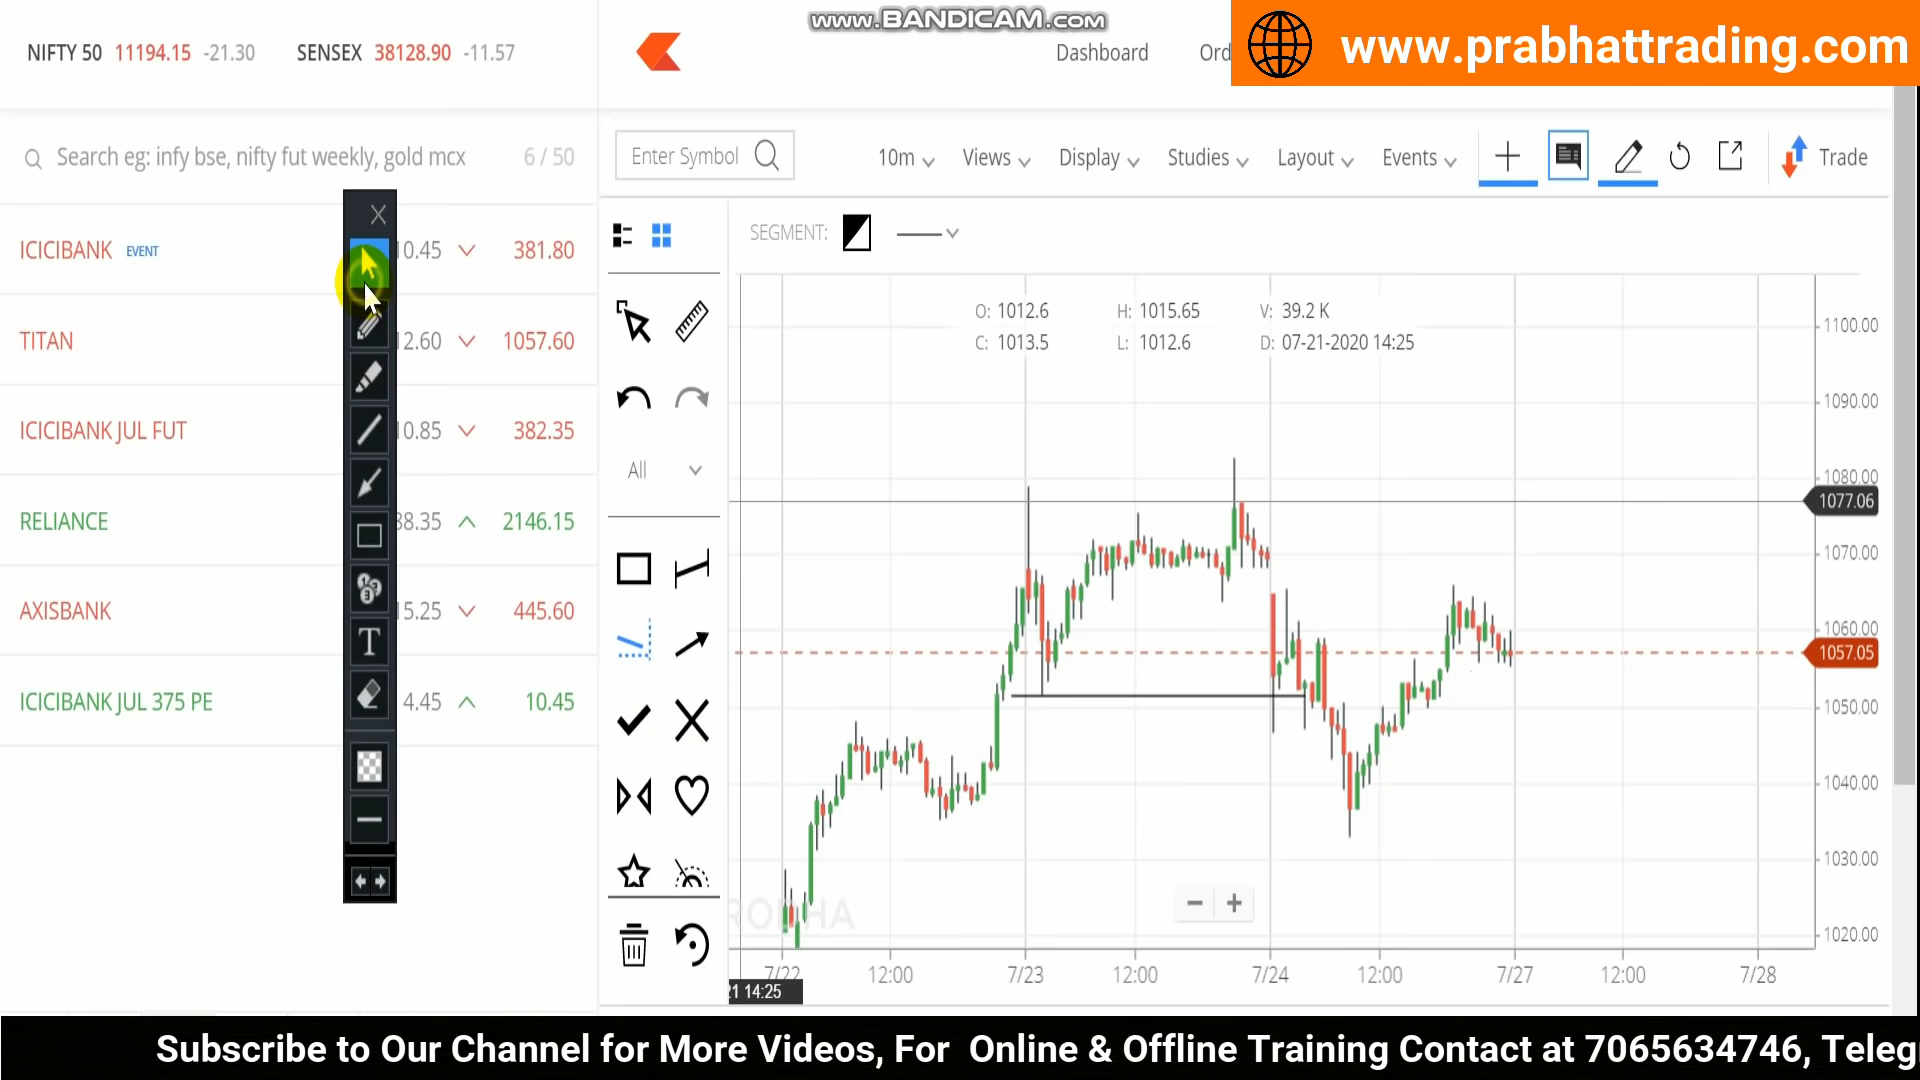 www.BANDICAM.com
www.prabhattrading.com
NIFTY 50 11194.15 -21.30 SENSEX 38128.90 -11.57
Dashboard Ord
Search eg: infy bse, nifty fut weekly, gold mcx 6 / 50
Enter Symbol 10m Views Display Studies Layout Events Trade
SEGMENT:
ICICIBANK EVENT 10.45 381.80
TITAN 12.60 1057.60
ICICIBANK JUL FUT 10.85 382.35
RELIANCE 38.35 2146.15
AXISBANK 15.25 445.60
ICICIBANK JUL 375 PE 4.45 10.45
T
All
O: 1012.6 H: 1015.65 V: 39.2 K
C: 1013.5 L: 1012.6 D: 07-21-2020 14:25
1100.00
1090.00
1080.00
1077.06
1070.00
1060.00
1057.05
1050.00
1040.00
1030.00
1020.00
7/22 12:00 7/23 12:00 7/24 12:00 7/27 12:00 7/28
21 14:25
Subscribe to Our Channel for More Videos, For Online & Offline Training Contact at 7065634746, Teleg